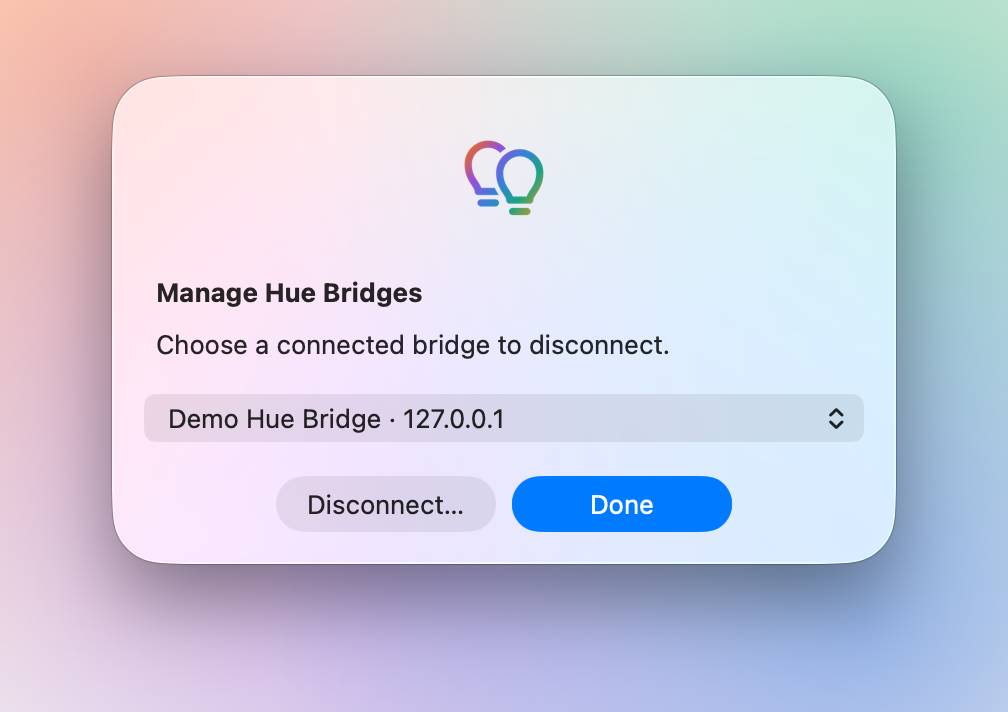 Manage Hue Bridges
Choose a connected bridge to disconnect.
Demo Hue Bridge · 127.0.0.1
Disconnect...
Done